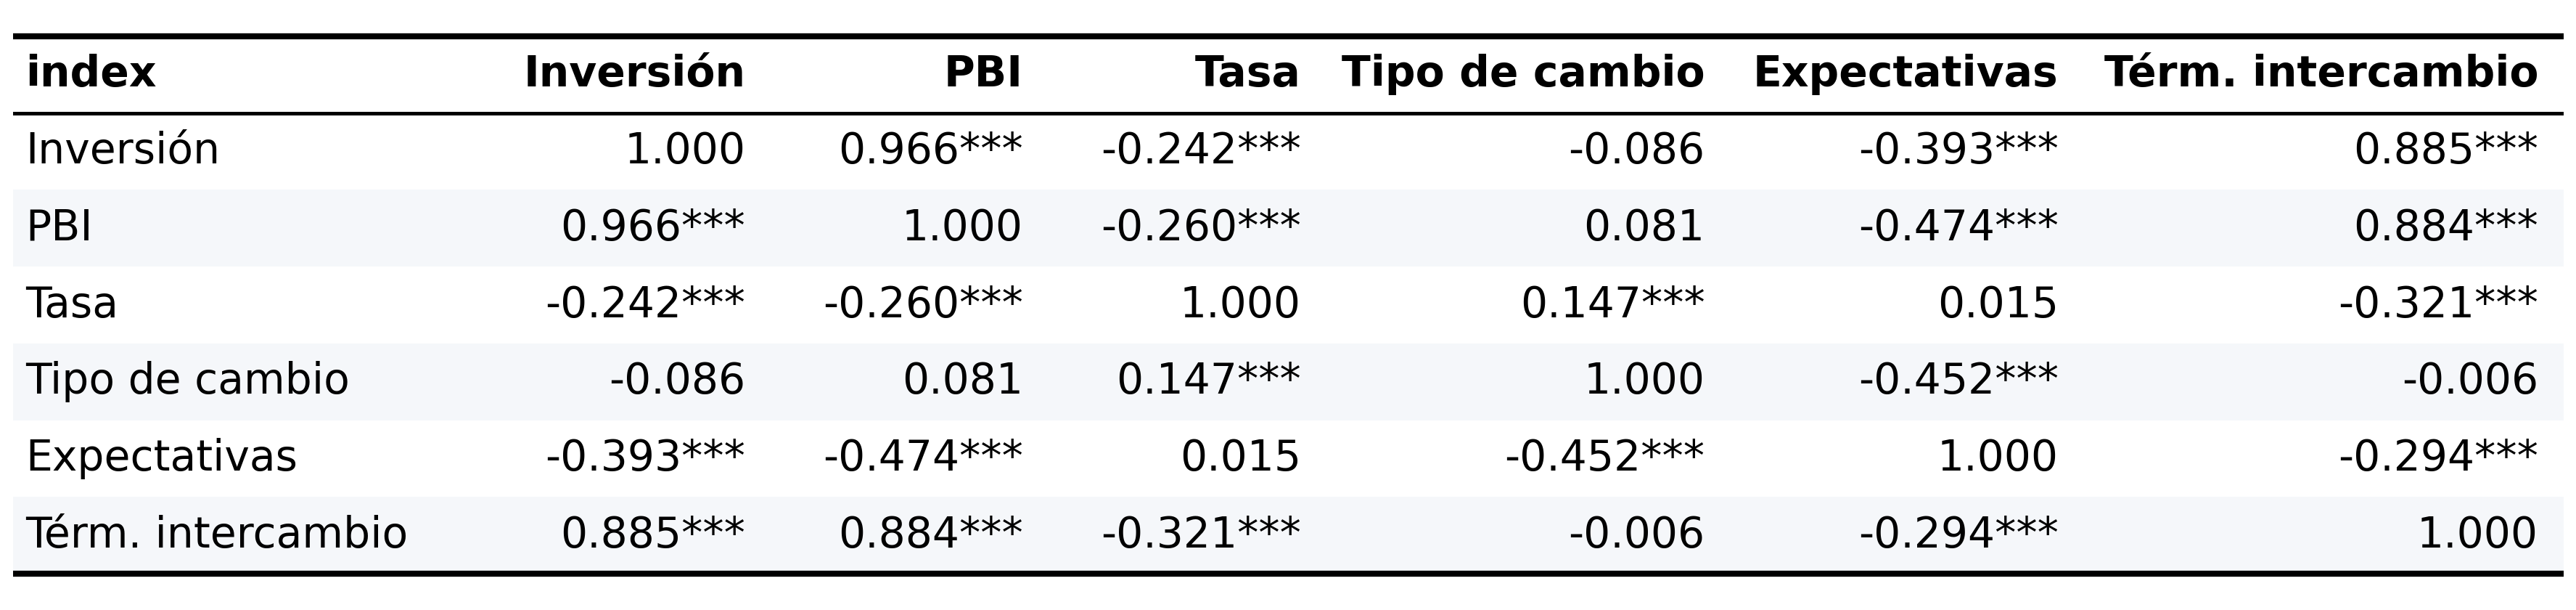 index Inversión PBI Tasa Tipo de cambio Expectativas Térm. intercambio
Inversión 1.000 0.966*** -0.242*** -0.086 -0.393*** 0.885***
PBI 0.966*** 1.000 -0.260*** 0.081 -0.474*** 0.884***
Tasa -0.242*** -0.260*** 1.000 0.147*** 0.015 -0.321***
Tipo de cambio -0.086 0.081 0.147*** 1.000 -0.452*** -0.006
Expectativas -0.393*** -0.474*** 0.015 -0.452*** 1.000 -0.294***
Térm. intercambio 0.885*** 0.884*** -0.321*** -0.006 -0.294*** 1.000